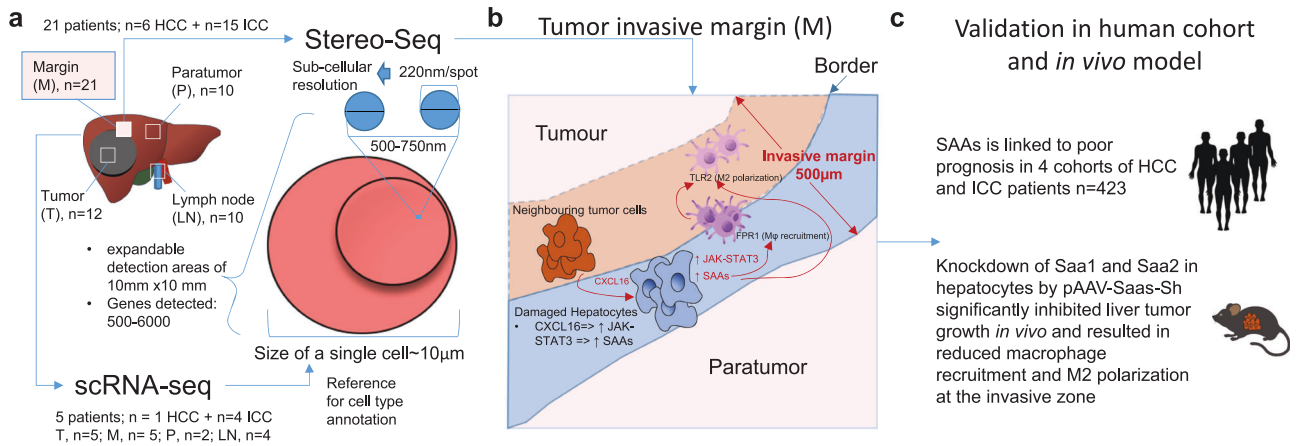 a
21 patients; n=6 HCC + n=15 ICC
Stereo-Seq
Margin
(M), n=21
Paratumor
(P), n=10
Sub-cellular
resolution
220nm/spot
500-750nm
Tumor
(T), n=12
Lymph node
(LN), n=10
• expandable
detection areas of
10mm x10 mm
• Genes detected:
500-6000
Size of a single cell~10μm
scRNA-seq
Reference
for cell type
annotation
5 patients; n = 1 HCC + n=4 ICC
T, n=5; M, n= 5; P, n=2; LN, n=4
b
Tumor invasive margin (M)
Border
Tumour
Invasive margin
500μm
TLR2 (M2 polarization)
Neighbouring tumor cells
FPR1 (Mφ recruitment)
↑ JAK-STAT3
↑ SAAs
CXCL16
Damaged Hepatocytes
• CXCL16=> ↑ JAK-
STAT3 => ↑ SAAs
Paratumor
c
Validation in human cohort
and in vivo model
SAAs is linked to poor
prognosis in 4 cohorts of HCC
and ICC patients n=423
Knockdown of Saa1 and Saa2 in
hepatocytes by pAAV-Saas-Sh
significantly inhibited liver tumor
growth in vivo and resulted in
reduced macrophage
recruitment and M2 polarization
at the invasive zone